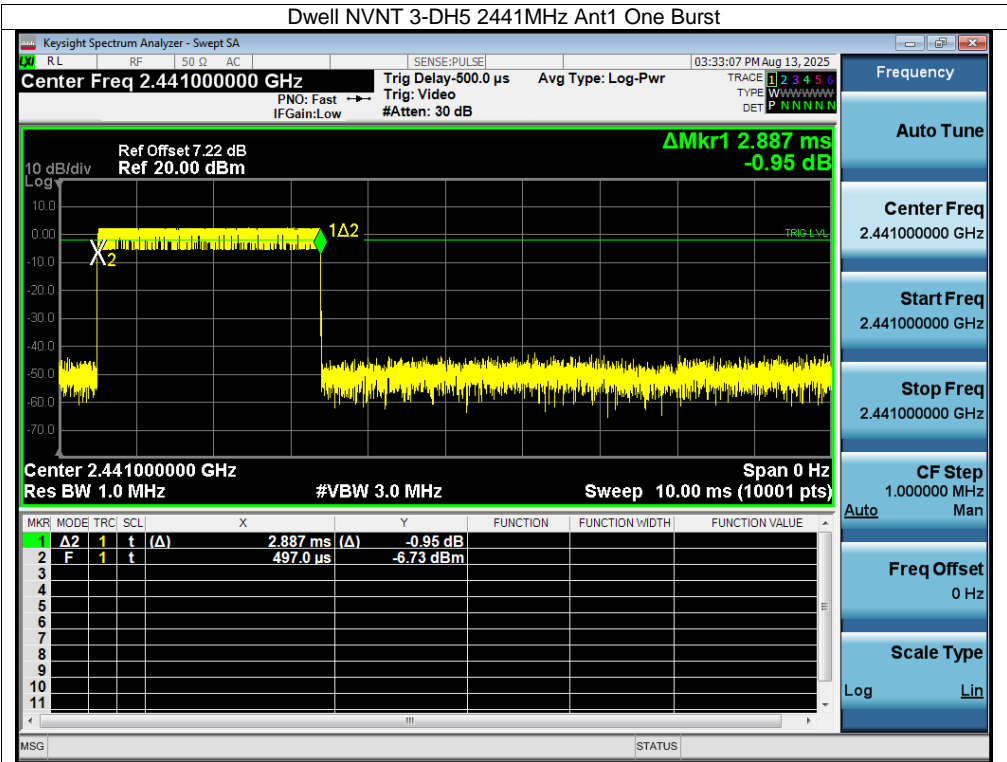 Dwell NVNT 3-DH5 2441MHz Ant1 One Burst
Keysight Spectrum Analyzer - Swept SA
LXI RL RF 50 Ω AC SENSE:PULSE 03:33:07 PM Aug 13, 2025
Center Freq 2.441000000 GHz
PNO: Fast
IFGain:Low
Trig Delay-500.0 µs
Trig: Video
#Atten: 30 dB
Avg Type: Log-Pwr
TRACE 1 2 3 4 5 6
TYPE WWWWWWW
DET P N N N N N
ΔMkr1 2.887 ms
-0.95 dB
Ref Offset 7.22 dB
10 dB/div Ref 20.00 dBm
Log
10.0
0.00
-10.0
-20.0
-30.0
-40.0
-50.0
-60.0
-70.0
1Δ2
2
TRIG LVL
Center 2.441000000 GHz Span 0 Hz
Res BW 1.0 MHz #VBW 3.0 MHz Sweep 10.00 ms (10001 pts)
MKR MODE TRC SCL X Y FUNCTION FUNCTION WIDTH FUNCTION VALUE
1 Δ2 1 t (Δ) 2.887 ms (Δ) -0.95 dB
2 F 1 t 497.0 µs -6.73 dBm
3
4
5
6
7
8
9
10
11
MSG STATUS
Frequency
Auto Tune
Center Freq
2.441000000 GHz
Start Freq
2.441000000 GHz
Stop Freq
2.441000000 GHz
CF Step
1.000000 MHz
Auto Man
Freq Offset
0 Hz
Scale Type
Log Lin